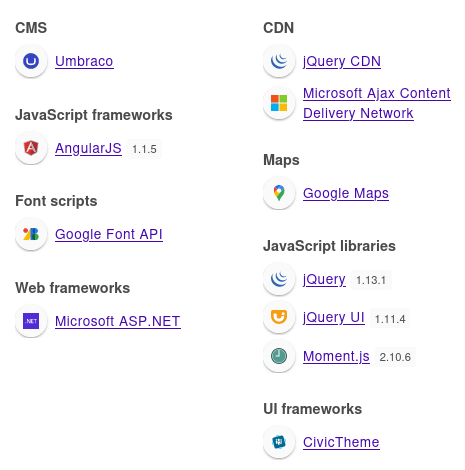 CMS
Umbraco
JavaScript frameworks
AngularJS 1.1.5
Font scripts
Google Font API
Web frameworks
.NET Microsoft ASP.NET
CDN
jQuery CDN
Microsoft Ajax Content
Delivery Network
Maps
Google Maps
JavaScript libraries
jQuery 1.13.1
jQuery UI 1.11.4
Moment.js 2.10.6
UI frameworks
CivicTheme